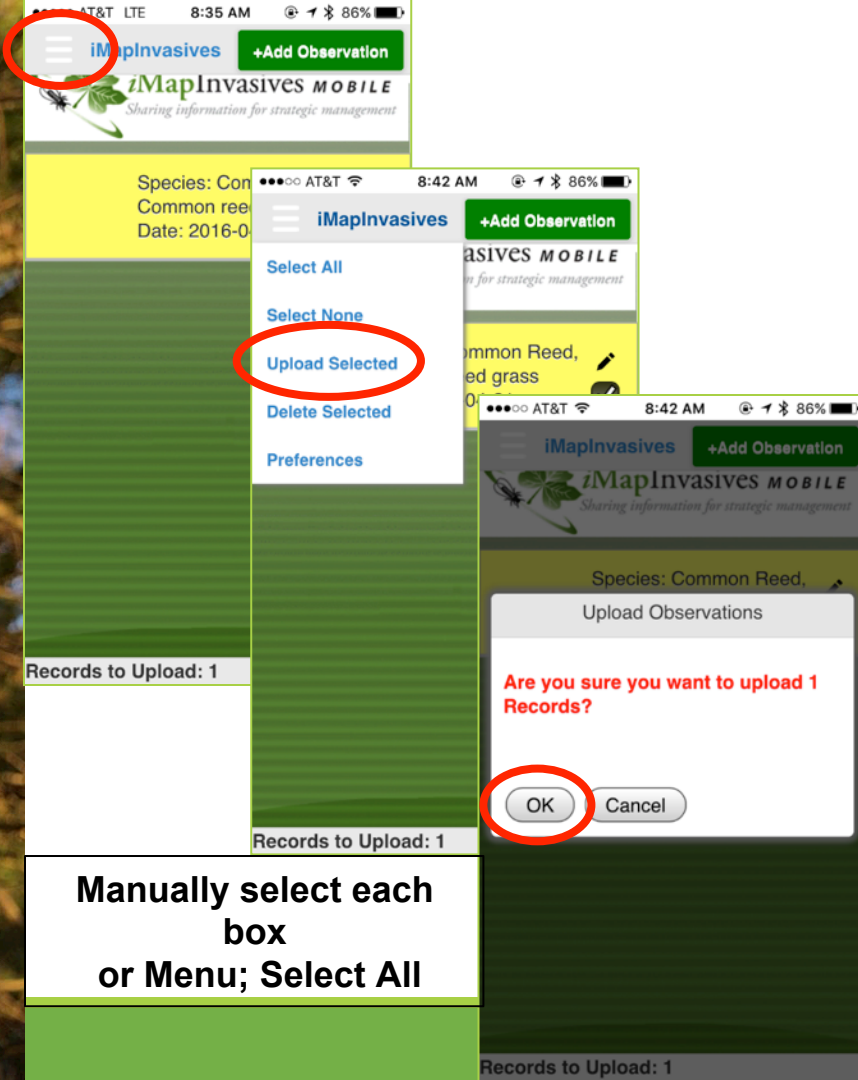 AT&T LTE 8:35 AM 86%
iMapInvasives +Add Observation
iMapInvasives MOBILE
Sharing information for strategic management
Species: Con
Common ree
Date: 2016-0
Records to Upload: 1
AT&T 8:42 AM 86%
iMapInvasives +Add Observation
asives MOBILE
n for strategic management
Select All
Select None
Upload Selected
Delete Selected
Preferences
ommon Reed,
ed grass
Records to Upload: 1
AT&T 8:42 AM 86%
iMapInvasives +Add Observation
iMapInvasives MOBILE
Sharing information for strategic management
Species: Common Reed,
Upload Observations
Are you sure you want to upload 1
Records?
OK Cancel
Records to Upload: 1
Manually select each
box
or Menu; Select All